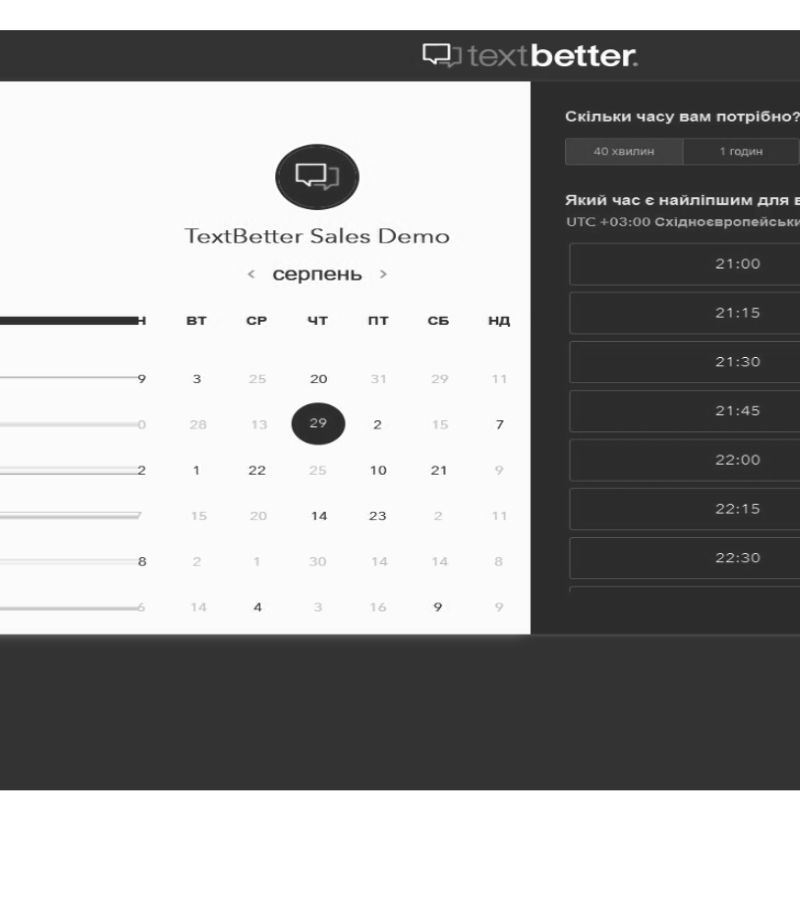 textbetter.
TextBetter Sales Demo
< серпень >
Н ВТ СР ЧТ ПТ СБ НД
9 3 25 20 31 29 11
0 28 13 29 2 15 7
2 1 22 25 10 21 9
15 20 14 23 2 11
8 2 1 30 14 14 8
6 14 4 3 16 9 9
Скільки часу вам потрібно?
40 хвилин 1 годин
Який час є найліпшим для
UTC +03:00
21:00
21:15
21:30
21:45
22:00
22:15
22:30